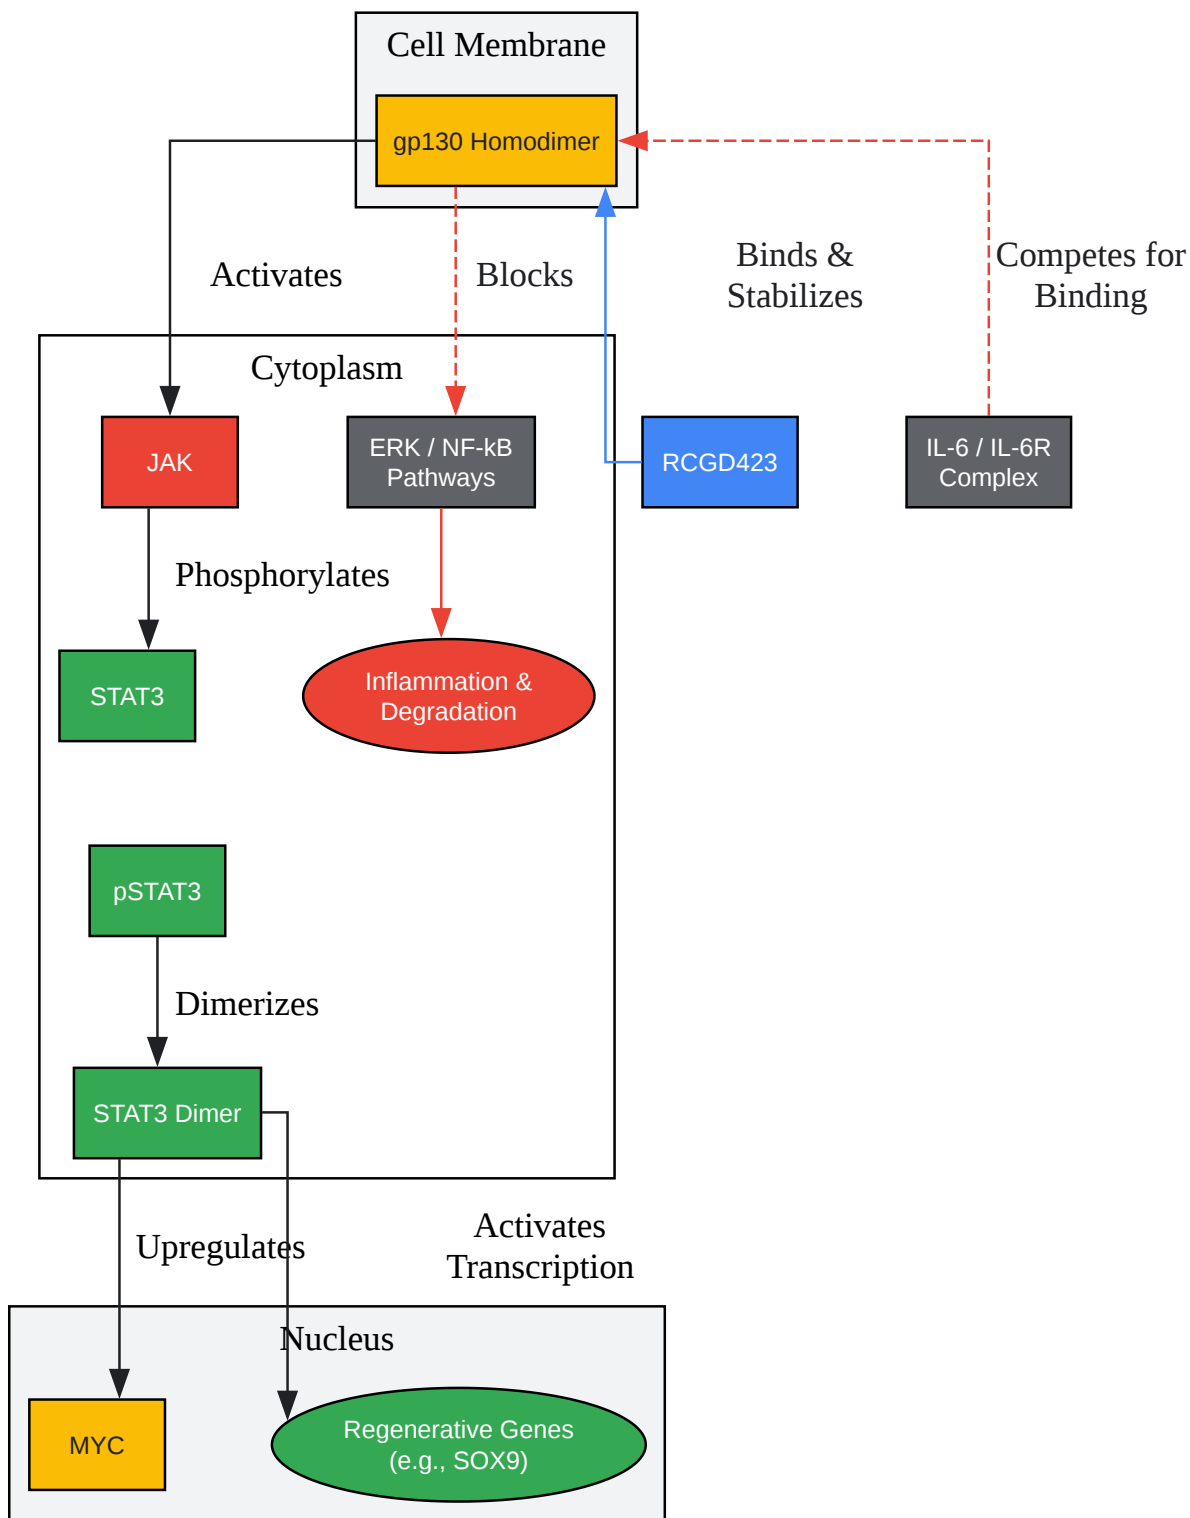 Cell Membrane
gp130 Homodimer
Activates
Blocks
Binds &
Stabilizes
Competes for
Binding
Cytoplasm
JAK
ERK / NF-kB
Pathways
RCGD423
IL-6 / IL-6R
Complex
Phosphorylates
STAT3
Inflammation &
Degradation
pSTAT3
Dimerizes
STAT3 Dimer
Upregulates
Activates
Transcription
Nucleus
MYC
Regenerative Genes
(e.g., SOX9)